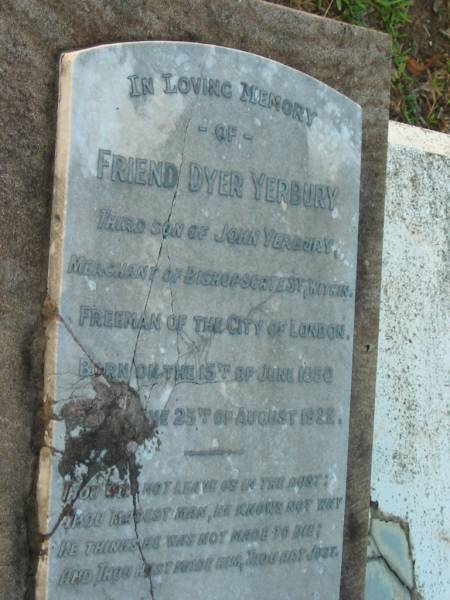 IN LOVING MEMORY
- OF -
FRIEND DYER YERBURY
THIRD SON OF JOHN YERBURY,
MERCHANT OF BISHOPSGATE ST, WITHIN.
FREEMAN OF THE CITY OF LONDON.
BORN ON THE 15TH OF JUNE 1850
THE 25TH OF AUGUST 1922.
THOU WILT NOT LEAVE US IN THE DUST:
THOU MADEST MAN, HE KNOWS NOT WHY
HE THINKS HE WAS NOT MADE TO DIE;
AND THOU HAST MADE HIM, THOU ART JUST.